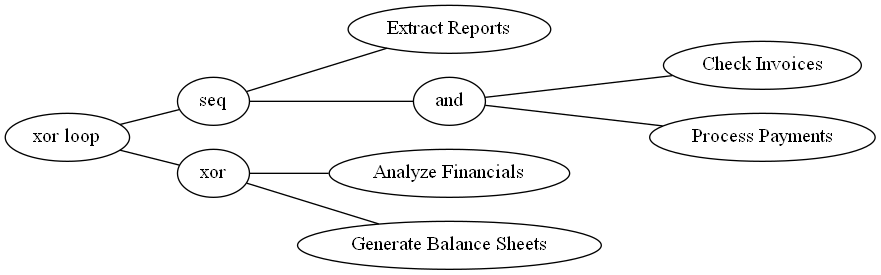 Extract Reports
Check Invoices
seq
and
xor loop
Process Payments
xor
Analyze Financials
Generate Balance Sheets